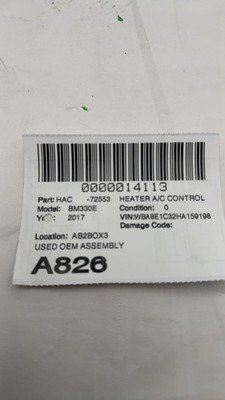 0000014113
Part: HAC -72553 HEATER A/C CONTROL
Model: BM330E Condition: 0
Year: 2017 VIN:WBA8E1C32HA159198
Damage Code:
Location: AB2BOX3
USED OEM ASSEMBLY
A826